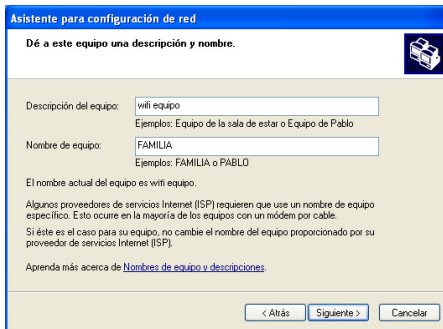 Asistente para configuración de red
Dé a este equipo una descripción y nombre.
Descripción del equipo:
wifi equipo
Ejemplos: Equipo de la sala de estar o Equipo de Pablo
Nombre de equipo:
FAMILIA
Ejemplos: FAMILIA o PABLO
El nombre actual del equipo es wifi equipo.
Algunos proveedores de servicios Internet (ISP) requieren que use un nombre de equipo
específico. Esto ocurre en la mayoría de los equipos con un módem por cable.
Si éste es el caso para su equipo, no cambie el nombre del equipo proporcionado por su
proveedor de servicios Internet (ISP).
Aprenda más acerca de Nombres de equipo y descripciones.
< Atrás
Siguiente >
Cancelar